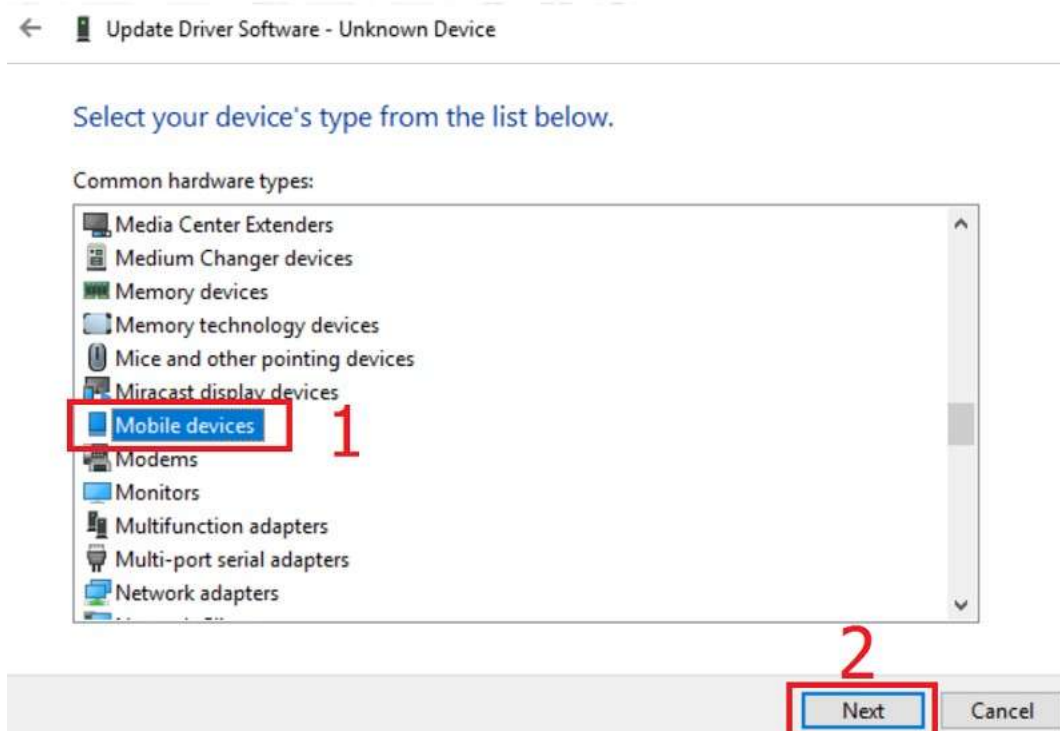 Update Driver Software - Unknown Device
Select your device's type from the list below.
Common hardware types:
Media Center Extenders
Medium Changer devices
Memory devices
Memory technology devices
Mice and other pointing devices
Miracast display devices
Mobile devices
1
Modems
Monitors
Multifunction adapters
Multi-port serial adapters
Network adapters
2
Next
Cancel